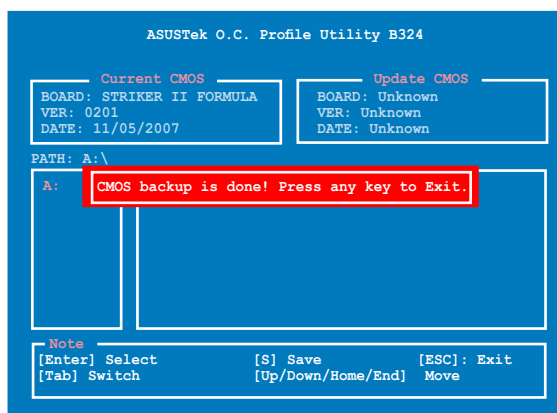 ASUSTek O.C. Profile Utility B324
Current CMOS
BOARD: STRIKER II FORMULA
VER: 0201
DATE: 11/05/2007
Update CMOS
BOARD: Unknown
VER: Unknown
DATE: Unknown
PATH: A:\
A:
CMOS backup is done! Press any key to Exit.
Note
[Enter] Select [S] Save [ESC]: Exit
[Tab] Switch [Up/Down/Home/End] Move